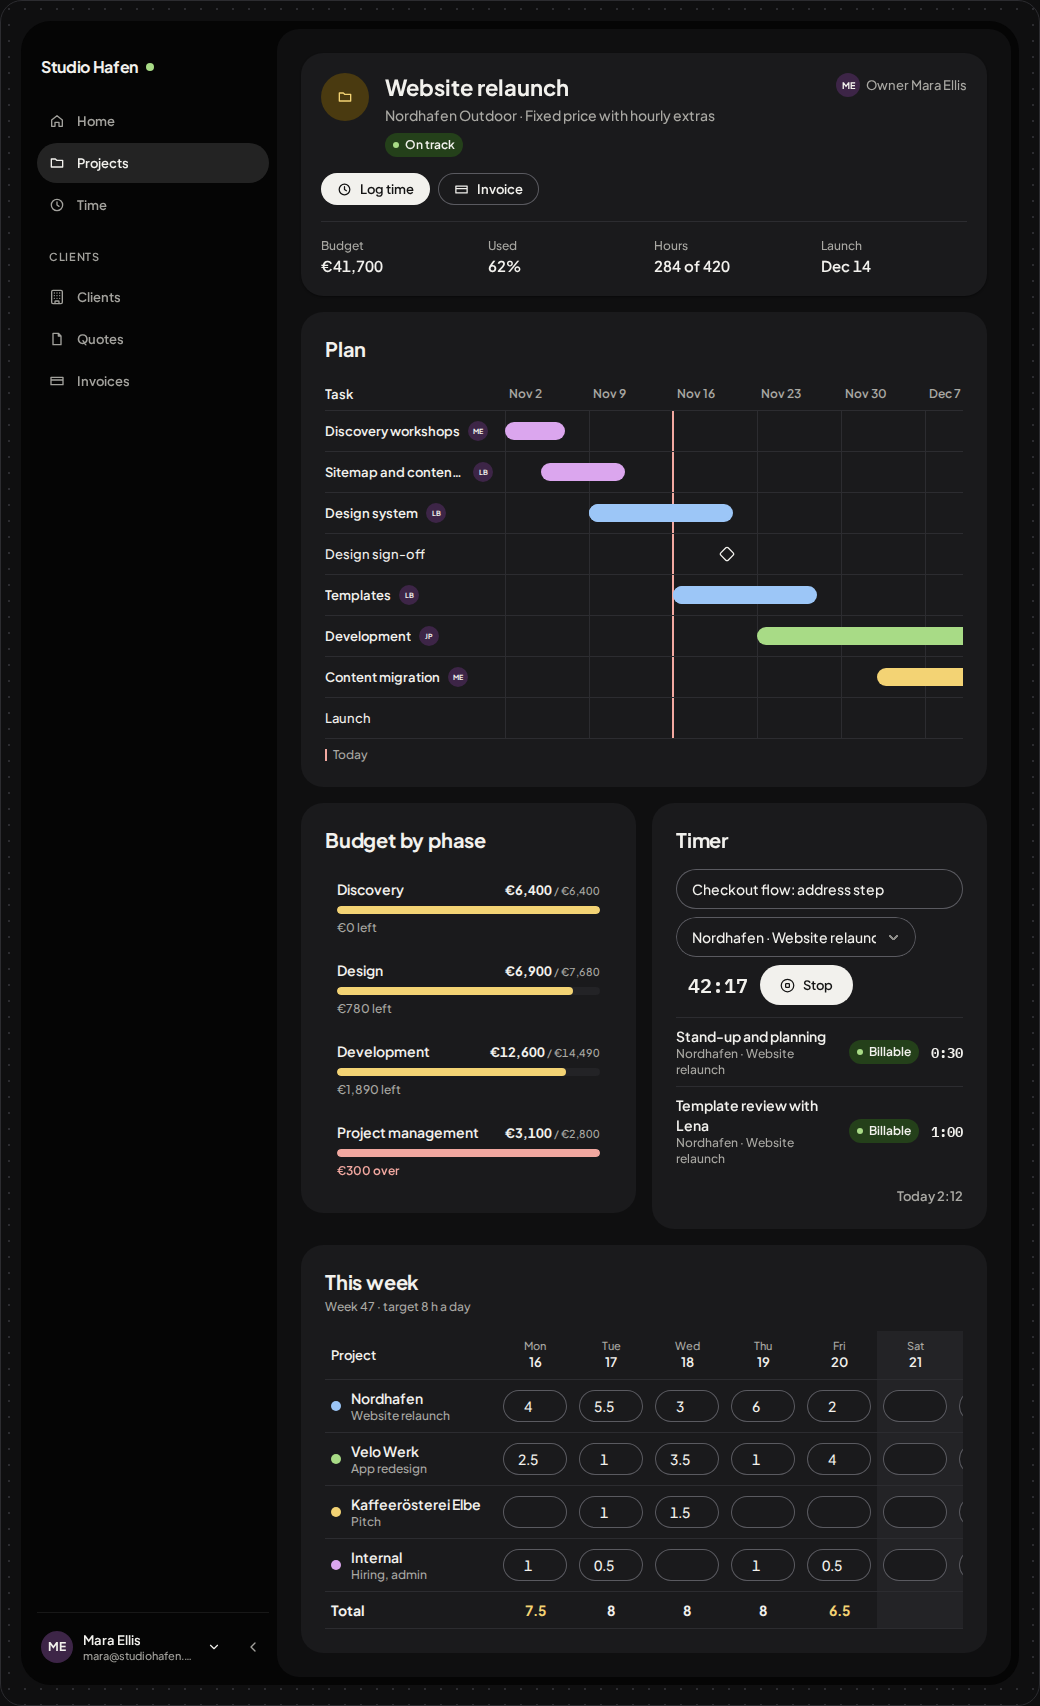 Studio Hafen
Home
Projects
Time
CLIENTS
Clients
Quotes
Invoices
ME
Mara Ellis
mara@studiohafen....
Website relaunch
ME Owner Mara Ellis
Nordhafen Outdoor · Fixed price with hourly extras
On track
Log time
Invoice
Budget Used Hours Launch
€41,700 62% 284 of 420 Dec 14
Plan
Task Nov 2 Nov 9 Nov 16 Nov 23 Nov 30 Dec 7
Discovery workshops ME
Sitemap and conten... LB
Design system LB
Design sign-off
Templates LB
Development JP
Content migration ME
Launch
Today
Budget by phase
Discovery €6,400 / €6,400
€0 left
Design €6,900 / €7,680
€780 left
Development €12,600 / €14,490
€1,890 left
Project management €3,100 / €2,800
€300 over
Timer
Checkout flow: address step
Nordhafen · Website relaunc
42:17 Stop
Stand-up and planning
Nordhafen · Website
relaunch
Billable 0:30
Template review with
Lena
Nordhafen · Website
relaunch
Billable 1:00
Today 2:12
This week
Week 47 · target 8 h a day
Project Mon Tue Wed Thu Fri Sat
16 17 18 19 20 21
Nordhafen
Website relaunch
4 5.5 3 6 2
Velo Werk
App redesign
2.5 1 3.5 1 4
Kaffeerösterei Elbe
Pitch
1 1.5
Internal
Hiring, admin
1 0.5 1 0.5
Total 7.5 8 8 8 6.5